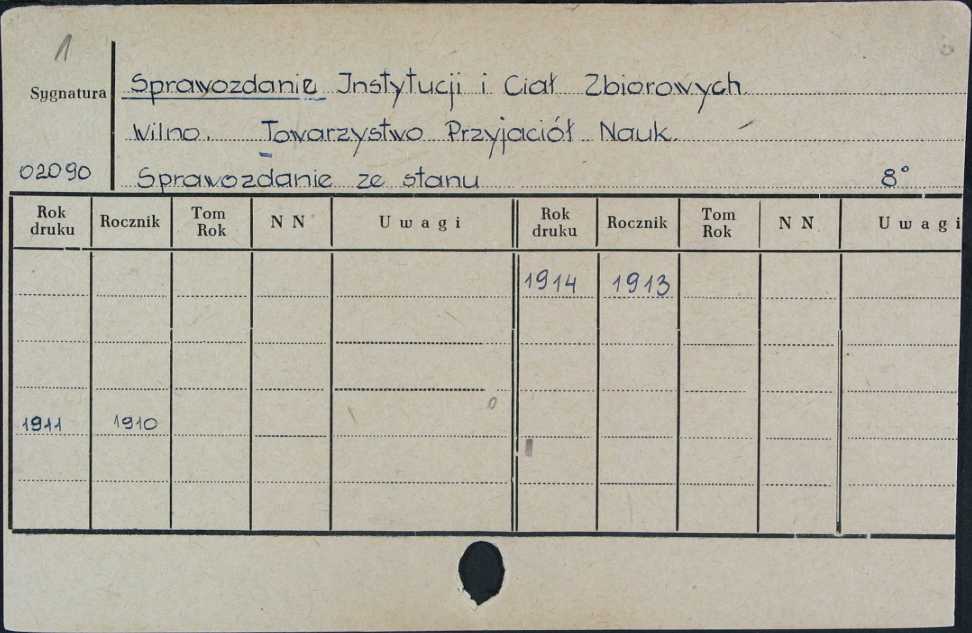 1
Sprawozdanie Instytucji i Ciał Zbiorowych
Sygnatura
Wilno. Towarzystwo Przyjaciół Nauk.
02090 Sprawozdanie ze stanu 8°
Rok druku Rocznik Tom Rok N N Uwagi Rok druku Rocznik Tom Rok N N Uwagi
1914 1913
1911 1910